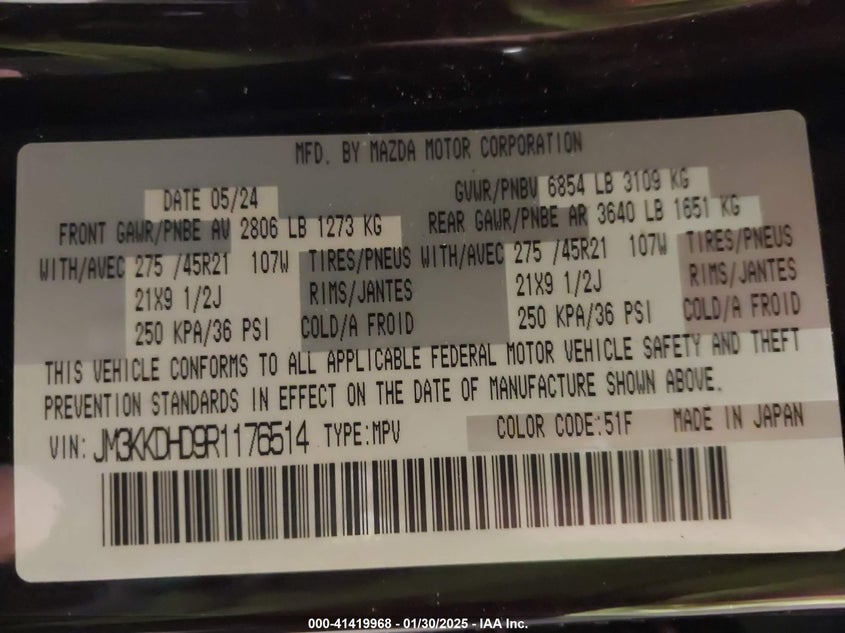 MFD. BY MAZDA MOTOR CORPORATION
DATE 05/24 GVWR/PNBV 6854 LB 3109 KG
FRONT GAWR/PNBE AV 2806 LB 1273 KG REAR GAWR/PNBE AR 3640 LB 1651 KG
WITH/AVEC 275 /45R21 107W TIRES/PNEUS WITH/AVEC 275 /45R21 107W TIRES/PNEUS
21X9 1/2J RIMS/JANTES 21X9 1/2J RIMS/JANTES
250 KPA/36 PSI COLD/A FROID 250 KPA/36 PSI COLD/A FROID
THIS VEHICLE CONFORMS TO ALL APPLICABLE FEDERAL MOTOR VEHICLE SAFETY AND THEFT
PREVENTION STANDARDS IN EFFECT ON THE DATE OF MANUFACTURE SHOWN ABOVE.
VIN: JM3KKDHD9R1176514 TYPE:MPV COLOR CODE:51F MADE IN JAPAN
000-41419968 - 01/30/2025 - IAA Inc.